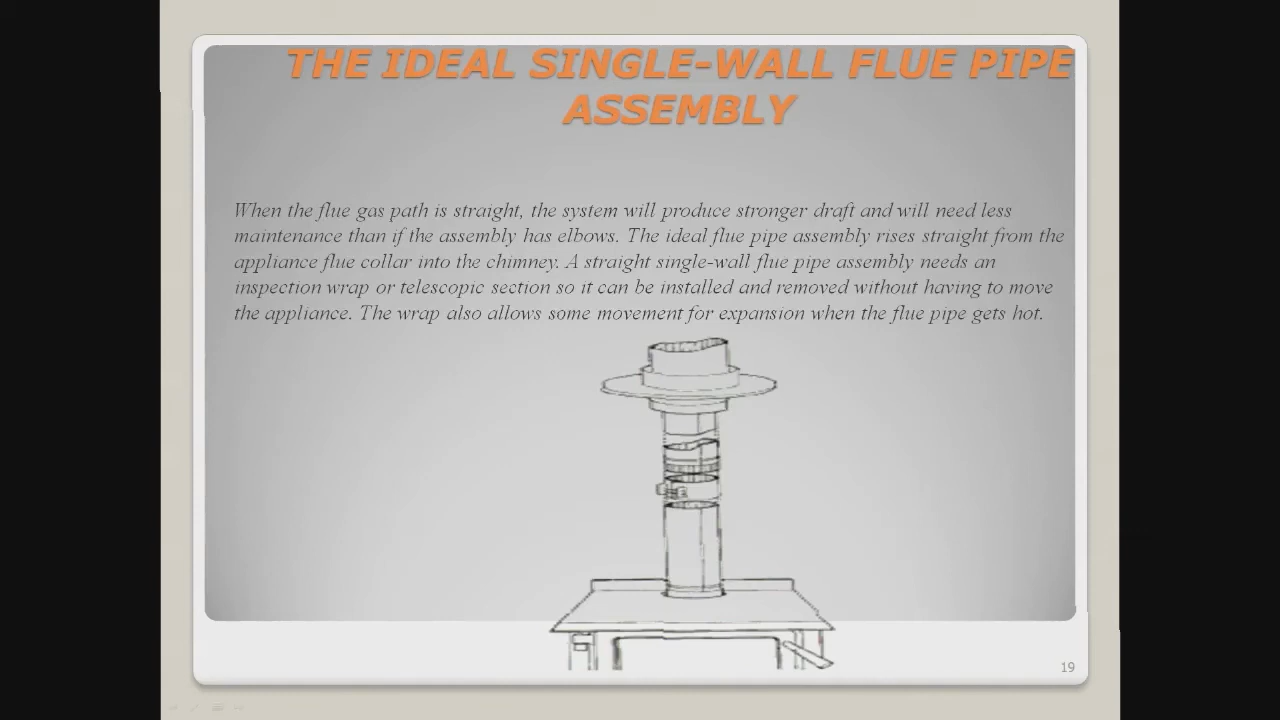 THE IDEAL SINGLE-WALL FLUE PIPE
ASSEMBLY
When the flue gas path is straight, the system will produce stronger draft and will need less
maintenance than if the assembly has elbows. The ideal flue pipe assembly rises straight from the
appliance flue collar into the chimney. A straight single-wall flue pipe assembly needs an
inspection wrap or telescopic section so it can be installed and removed without having to move
the appliance. The wrap also allows some movement for expansion when the flue pipe gets hot.
19